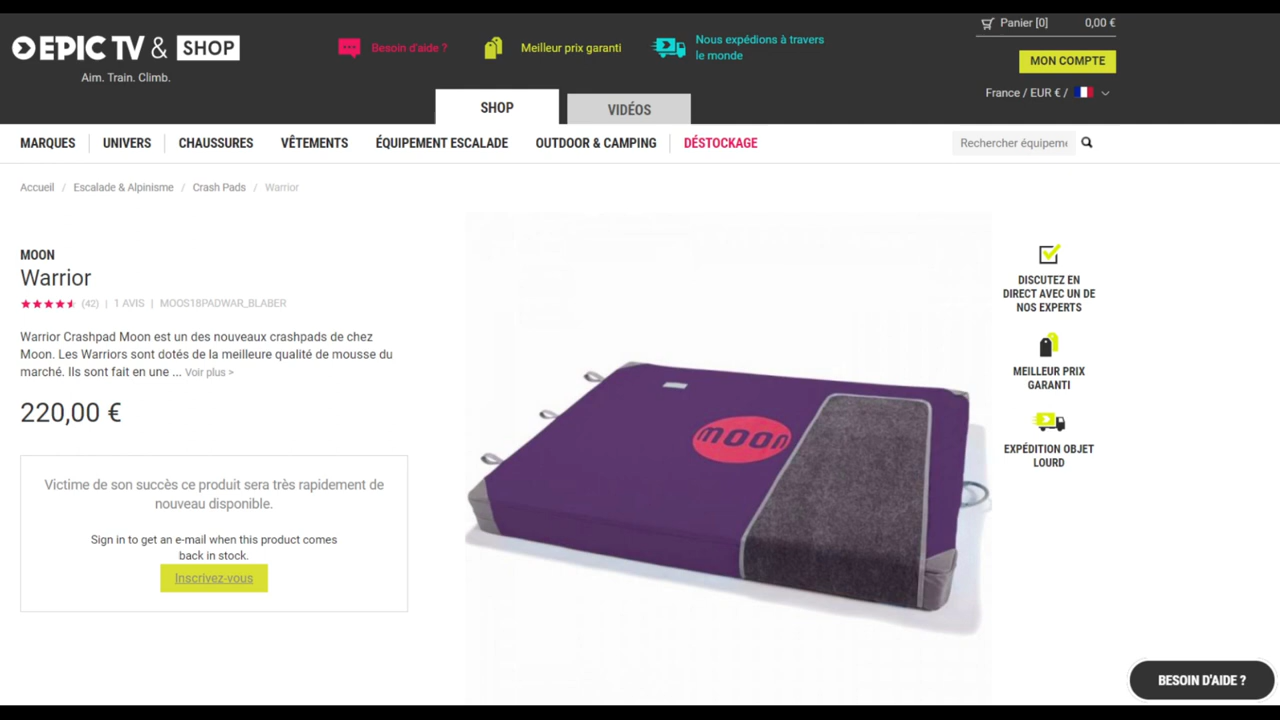 EPIC TV & SHOP
Aim. Train. Climb.
Besoin d'aide ?
Meilleur prix garanti
Nous expédions à travers
le monde
Panier [0] 0,00 €
MON COMPTE
France / EUR € /
SHOP
VIDÉOS
MARQUES
UNIVERS
CHAUSSURES
VÊTEMENTS
ÉQUIPEMENT ESCALADE
OUTDOOR & CAMPING
DÉSTOCKAGE
Rechercher équipeme
Accueil / Escalade & Alpinisme / Crash Pads / Warrior
MOON
Warrior
(42) | 1 AVIS | MOOS18PADWAR_BLABER
Warrior Crashpad Moon est un des nouveaux crashpads de chez
Moon. Les Warriors sont dotés de la meilleure qualité de mousse du
marché. Ils sont fait en une ... Voir plus >
220,00 €
Victime de son succès ce produit sera très rapidement de
nouveau disponible.
Sign in to get an e-mail when this product comes
back in stock.
Inscrivez-vous
moon
DISCUTEZ EN
DIRECT AVEC UN DE
NOS EXPERTS
MEILLEUR PRIX
GARANTI
EXPÉDITION OBJET
LOURD
BESOIN D'AIDE ?